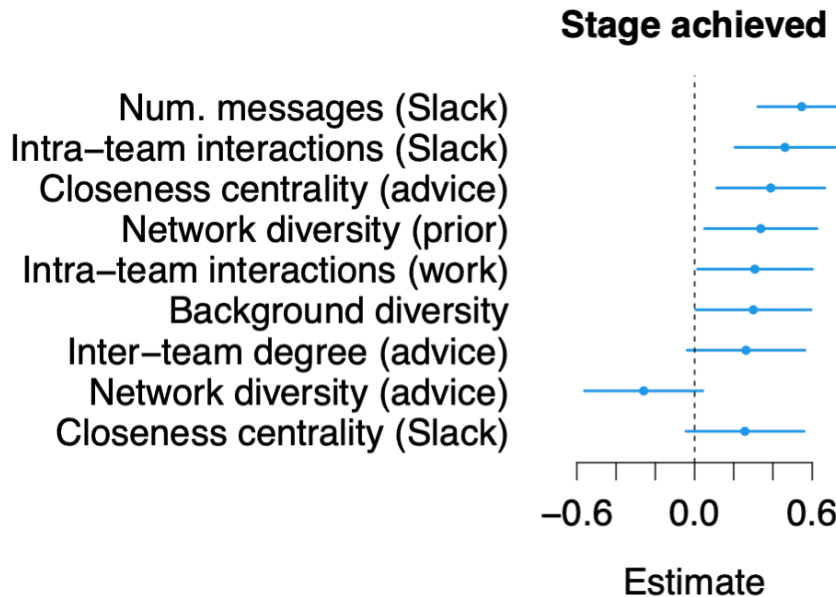 Stage achieved
Num. messages (Slack)
Intra−team interactions (Slack)
Closeness centrality (advice)
Network diversity (prior)
Intra−team interactions (work)
Background diversity
Inter−team degree (advice)
Network diversity (advice)
Closeness centrality (Slack)
−0.6 0.0 0.6
Estimate